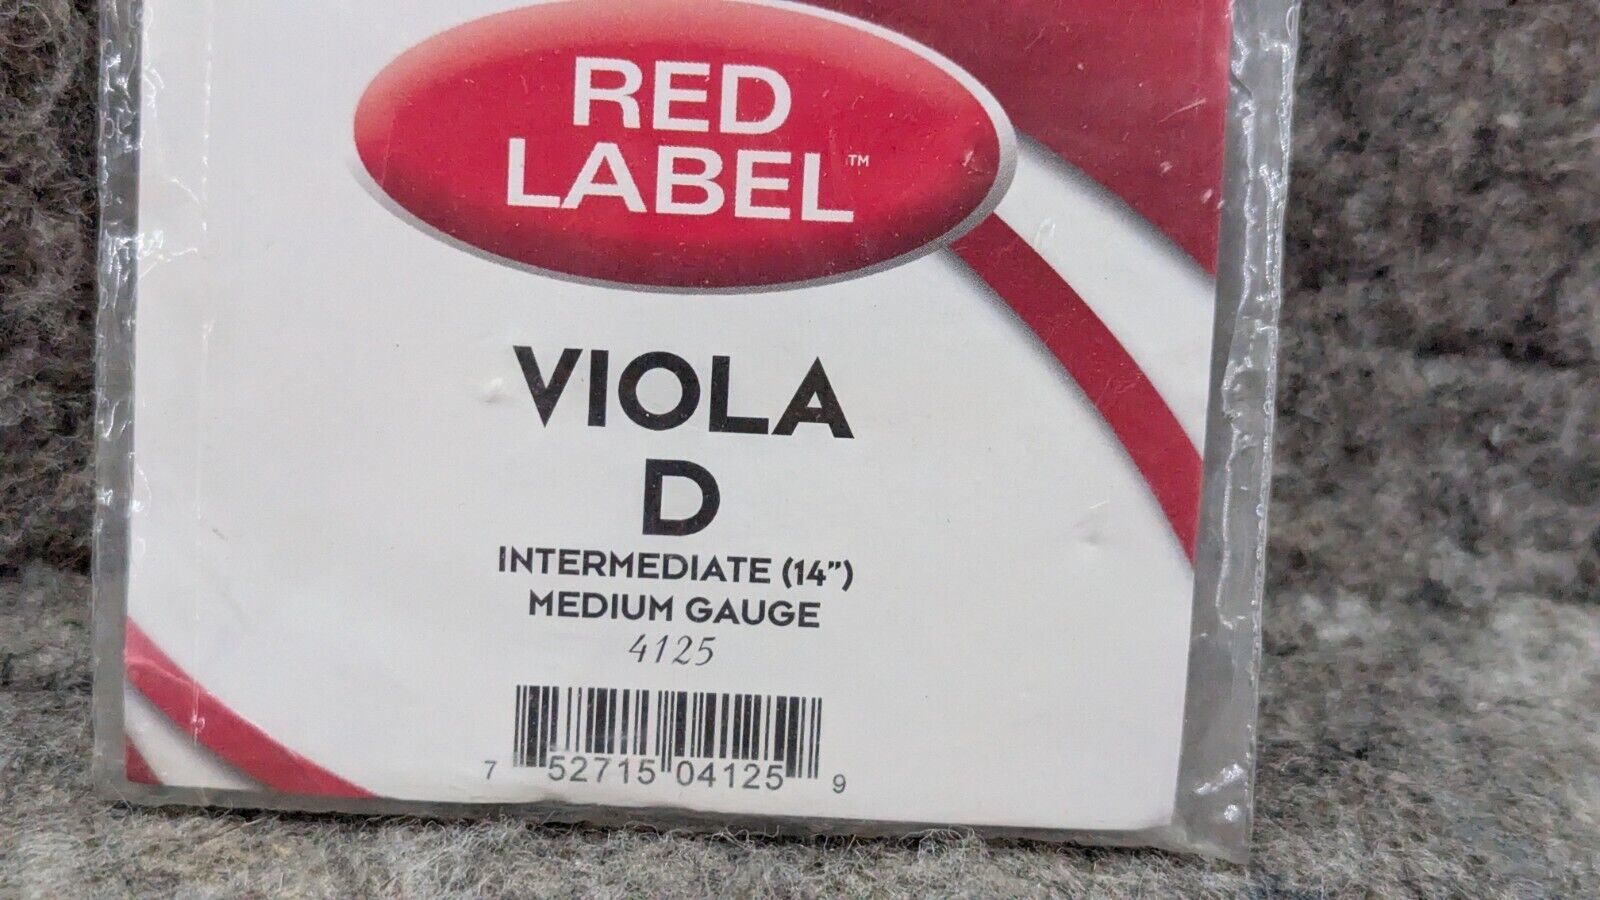 RED
LABEL™
VIOLA
D
INTERMEDIATE (14")
MEDIUM GAUGE
4125
7 52715 04125 9